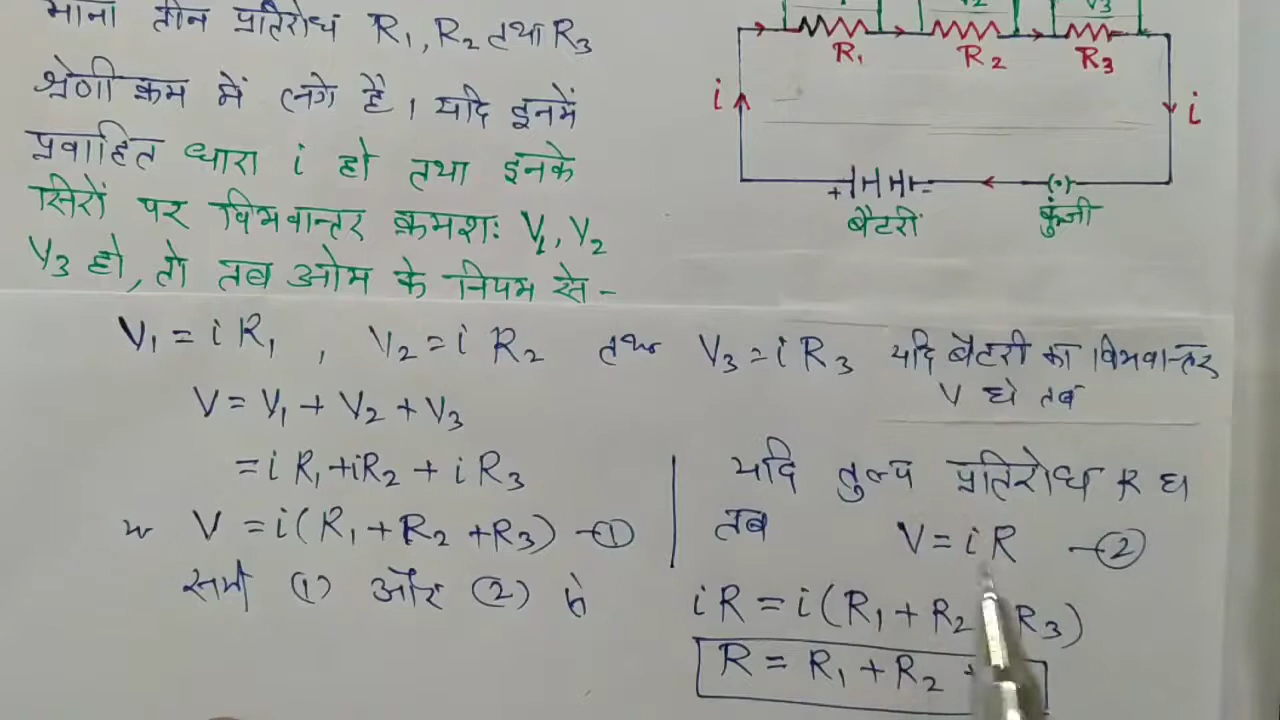 माना तीन प्रतिरोध R₁, R₂ तथा R₃
श्रेणी क्रम में लगे है। यदि इनमें
प्रवाहित धारा i हो तथा इनके
सिरों पर विभवान्तर क्रमशः V₁, V₂
V₃ हो, तो तब ओम के नियम से -
V₁ = i R₁ , V₂ = i R₂ तथा V₃ = i R₃ यदि बैटरी का विभवान्तर
V है तब
V = V₁ + V₂ + V₃
= i R₁ + iR₂ + i R₃
V = i(R₁ + R₂ + R₃) -①
समी (1) और (2) से
यदि तुल्य प्रतिरोध R है
तब V = iR -②
i R = i(R₁ + R₂ R₃)
R = R₁ + R₂ +
V₃
R₁ R₂ R₃
i i
+ -
बैटरी कुंजी